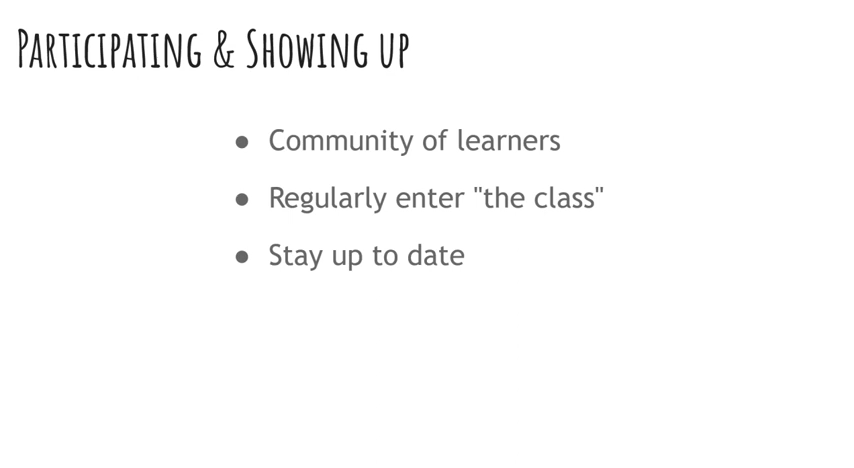 Participating & Showing up
● Community of learners
● Regularly enter "the class"
● Stay up to date